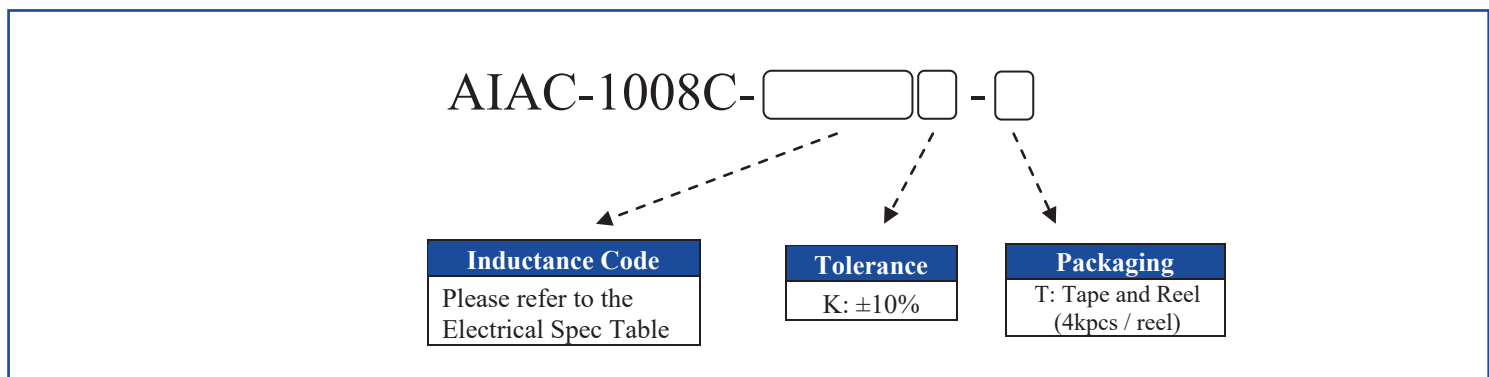 AIAC-1008C- -
Inductance Code
Please refer to the
Electrical Spec Table
Tolerance
K: ±10%
Packaging
T: Tape and Reel
(4kpcs / reel)